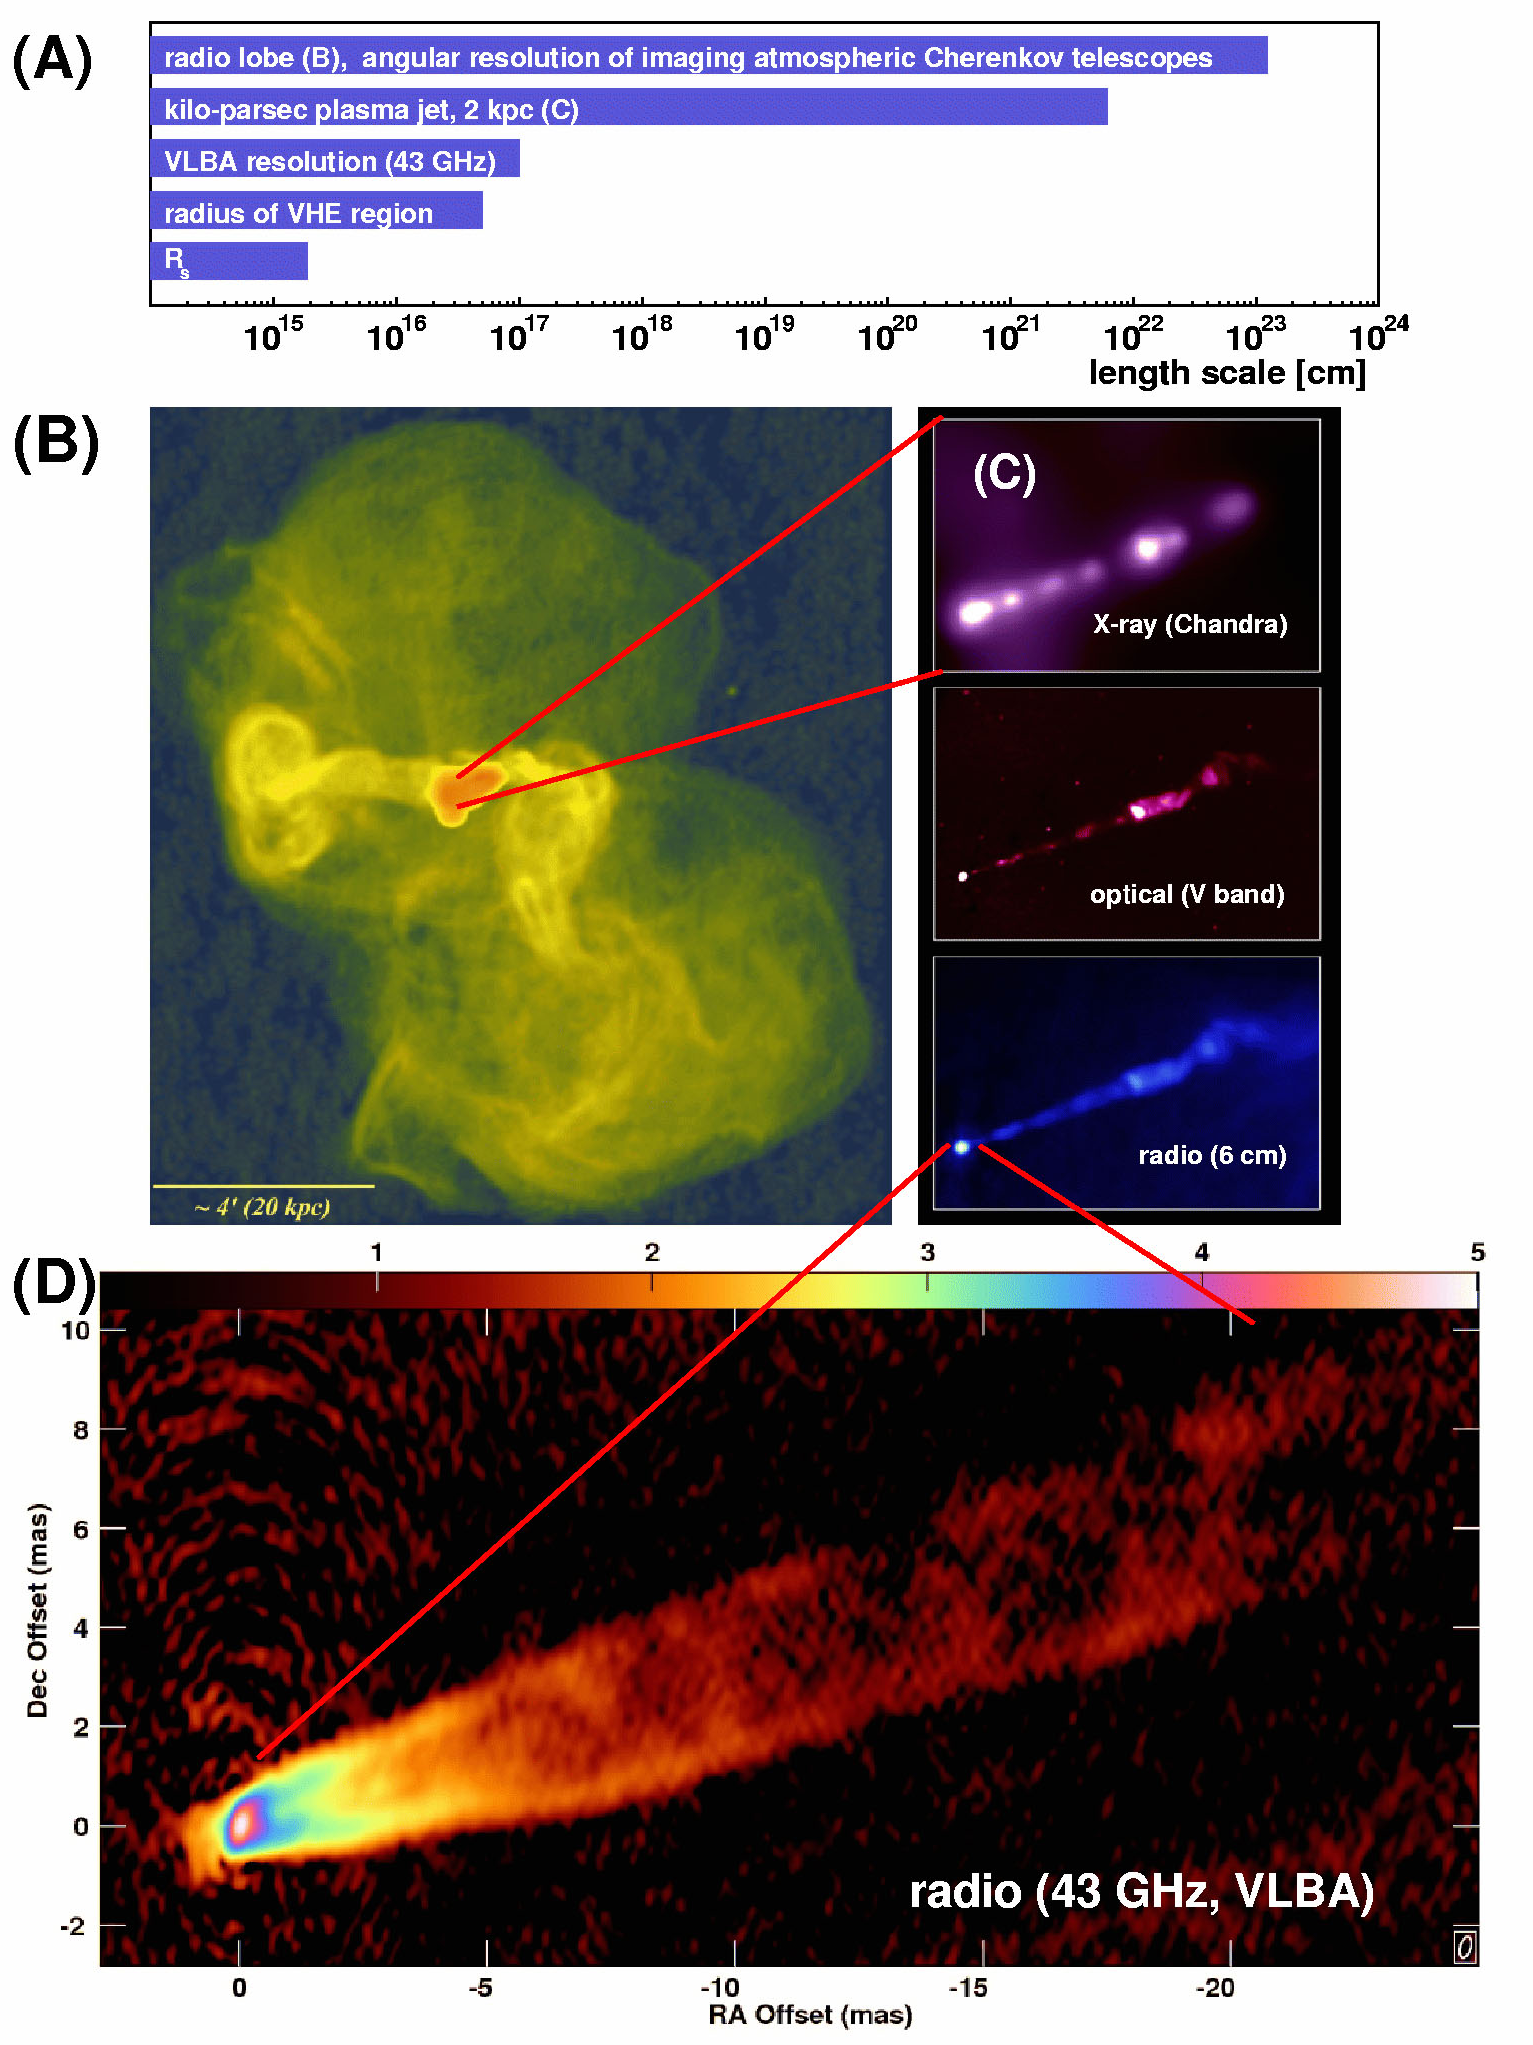 (A)
radio lobe (B), angular resolution of imaging atmospheric Cherenkov telescopes
kilo-parsec plasma jet, 2 kpc (C)
VLBA resolution (43 GHz)
radius of VHE region
Rs
10^15 10^16 10^17 10^18 10^19 10^20 10^21 10^22 10^23 10^24
length scale [cm]
(B)
~ 4' (20 kpc)
(C)
X-ray (Chandra)
optical (V band)
radio (6 cm)
(D)
1 2 3 4 5
10
8
6
4
2
0
-2
Dec Offset (mas)
radio (43 GHz, VLBA)
0 -5 -10 -15 -20
RA Offset (mas)